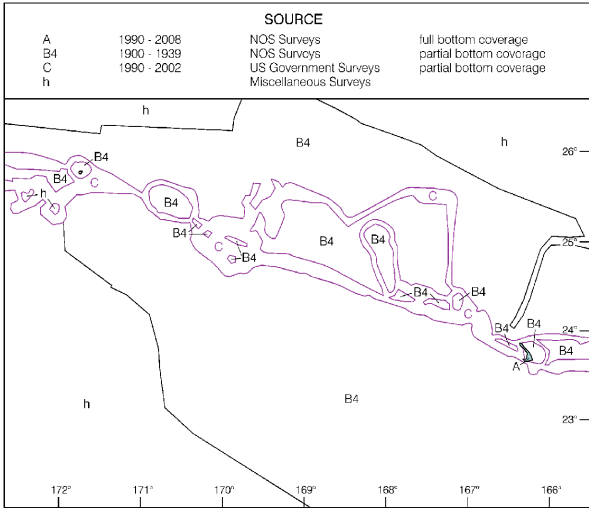 SOURCE
A 1990 - 2008 NOS Surveys full bottom coverage
B4 1900 - 1939 NOS Surveys partial bottom coverage
C 1990 - 2002 US Government Surveys partial bottom coverage
h Miscellaneous Surveys
h
B4
h
26°
B4
B4
C
h
B4
C
B4
C
B4
B4
B4
25°
B4
B4
C
B4
B4
24°
B4
A
B4
h
23°
172° 171° 170° 169° 168° 167° 166°